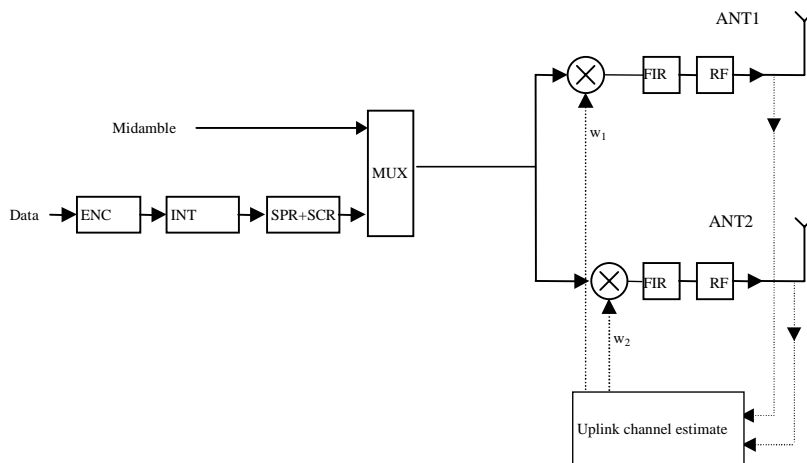 ANT1
FIR
RF
Midamble
w1
MUX
Data
ENC
INT
SPR+SCR
ANT2
FIR
RF
w2
Uplink channel estimate